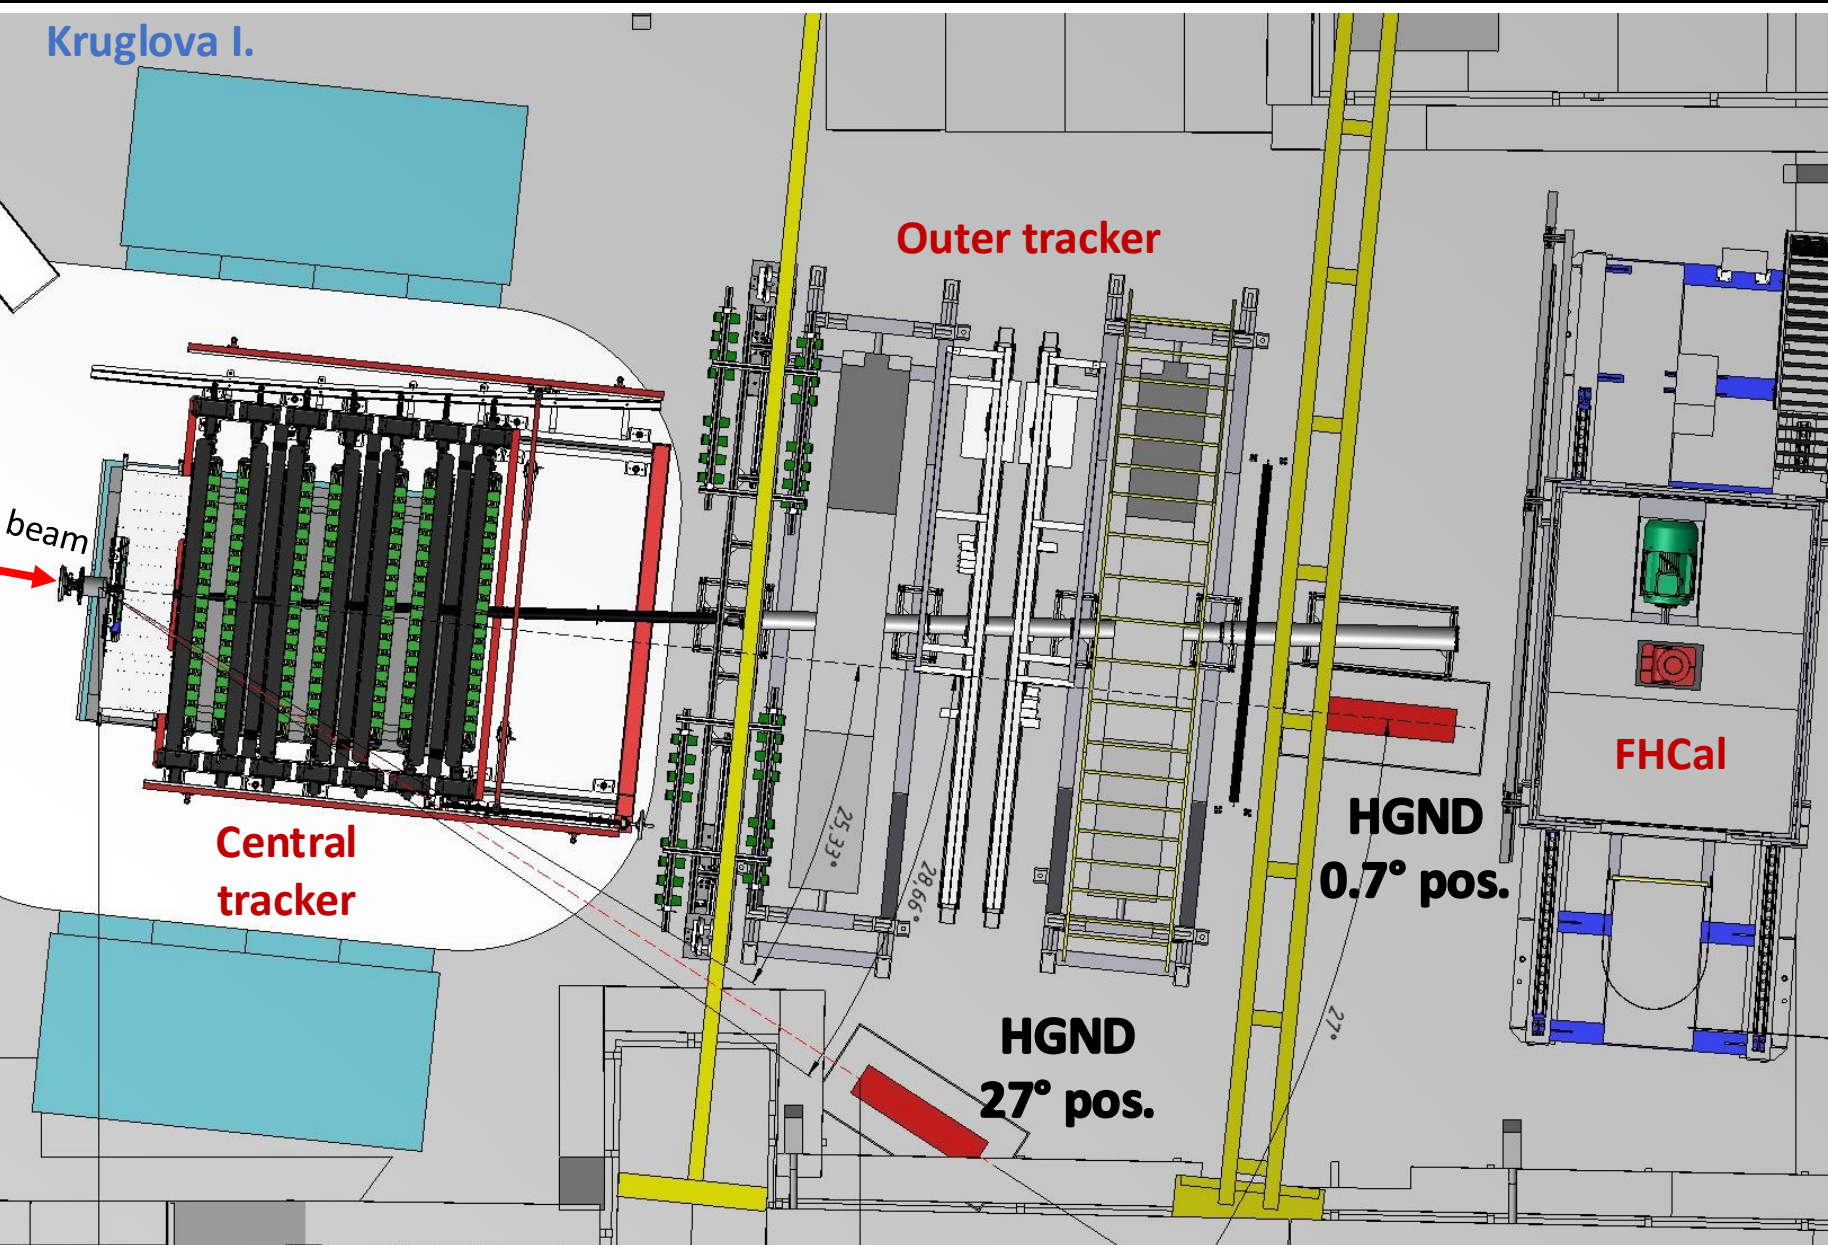 Kruglova I.
Outer tracker
beam
Central
tracker
25,33°
28,66°
FHCal
HGND
0.7° pos.
27°
HGND
27° pos.